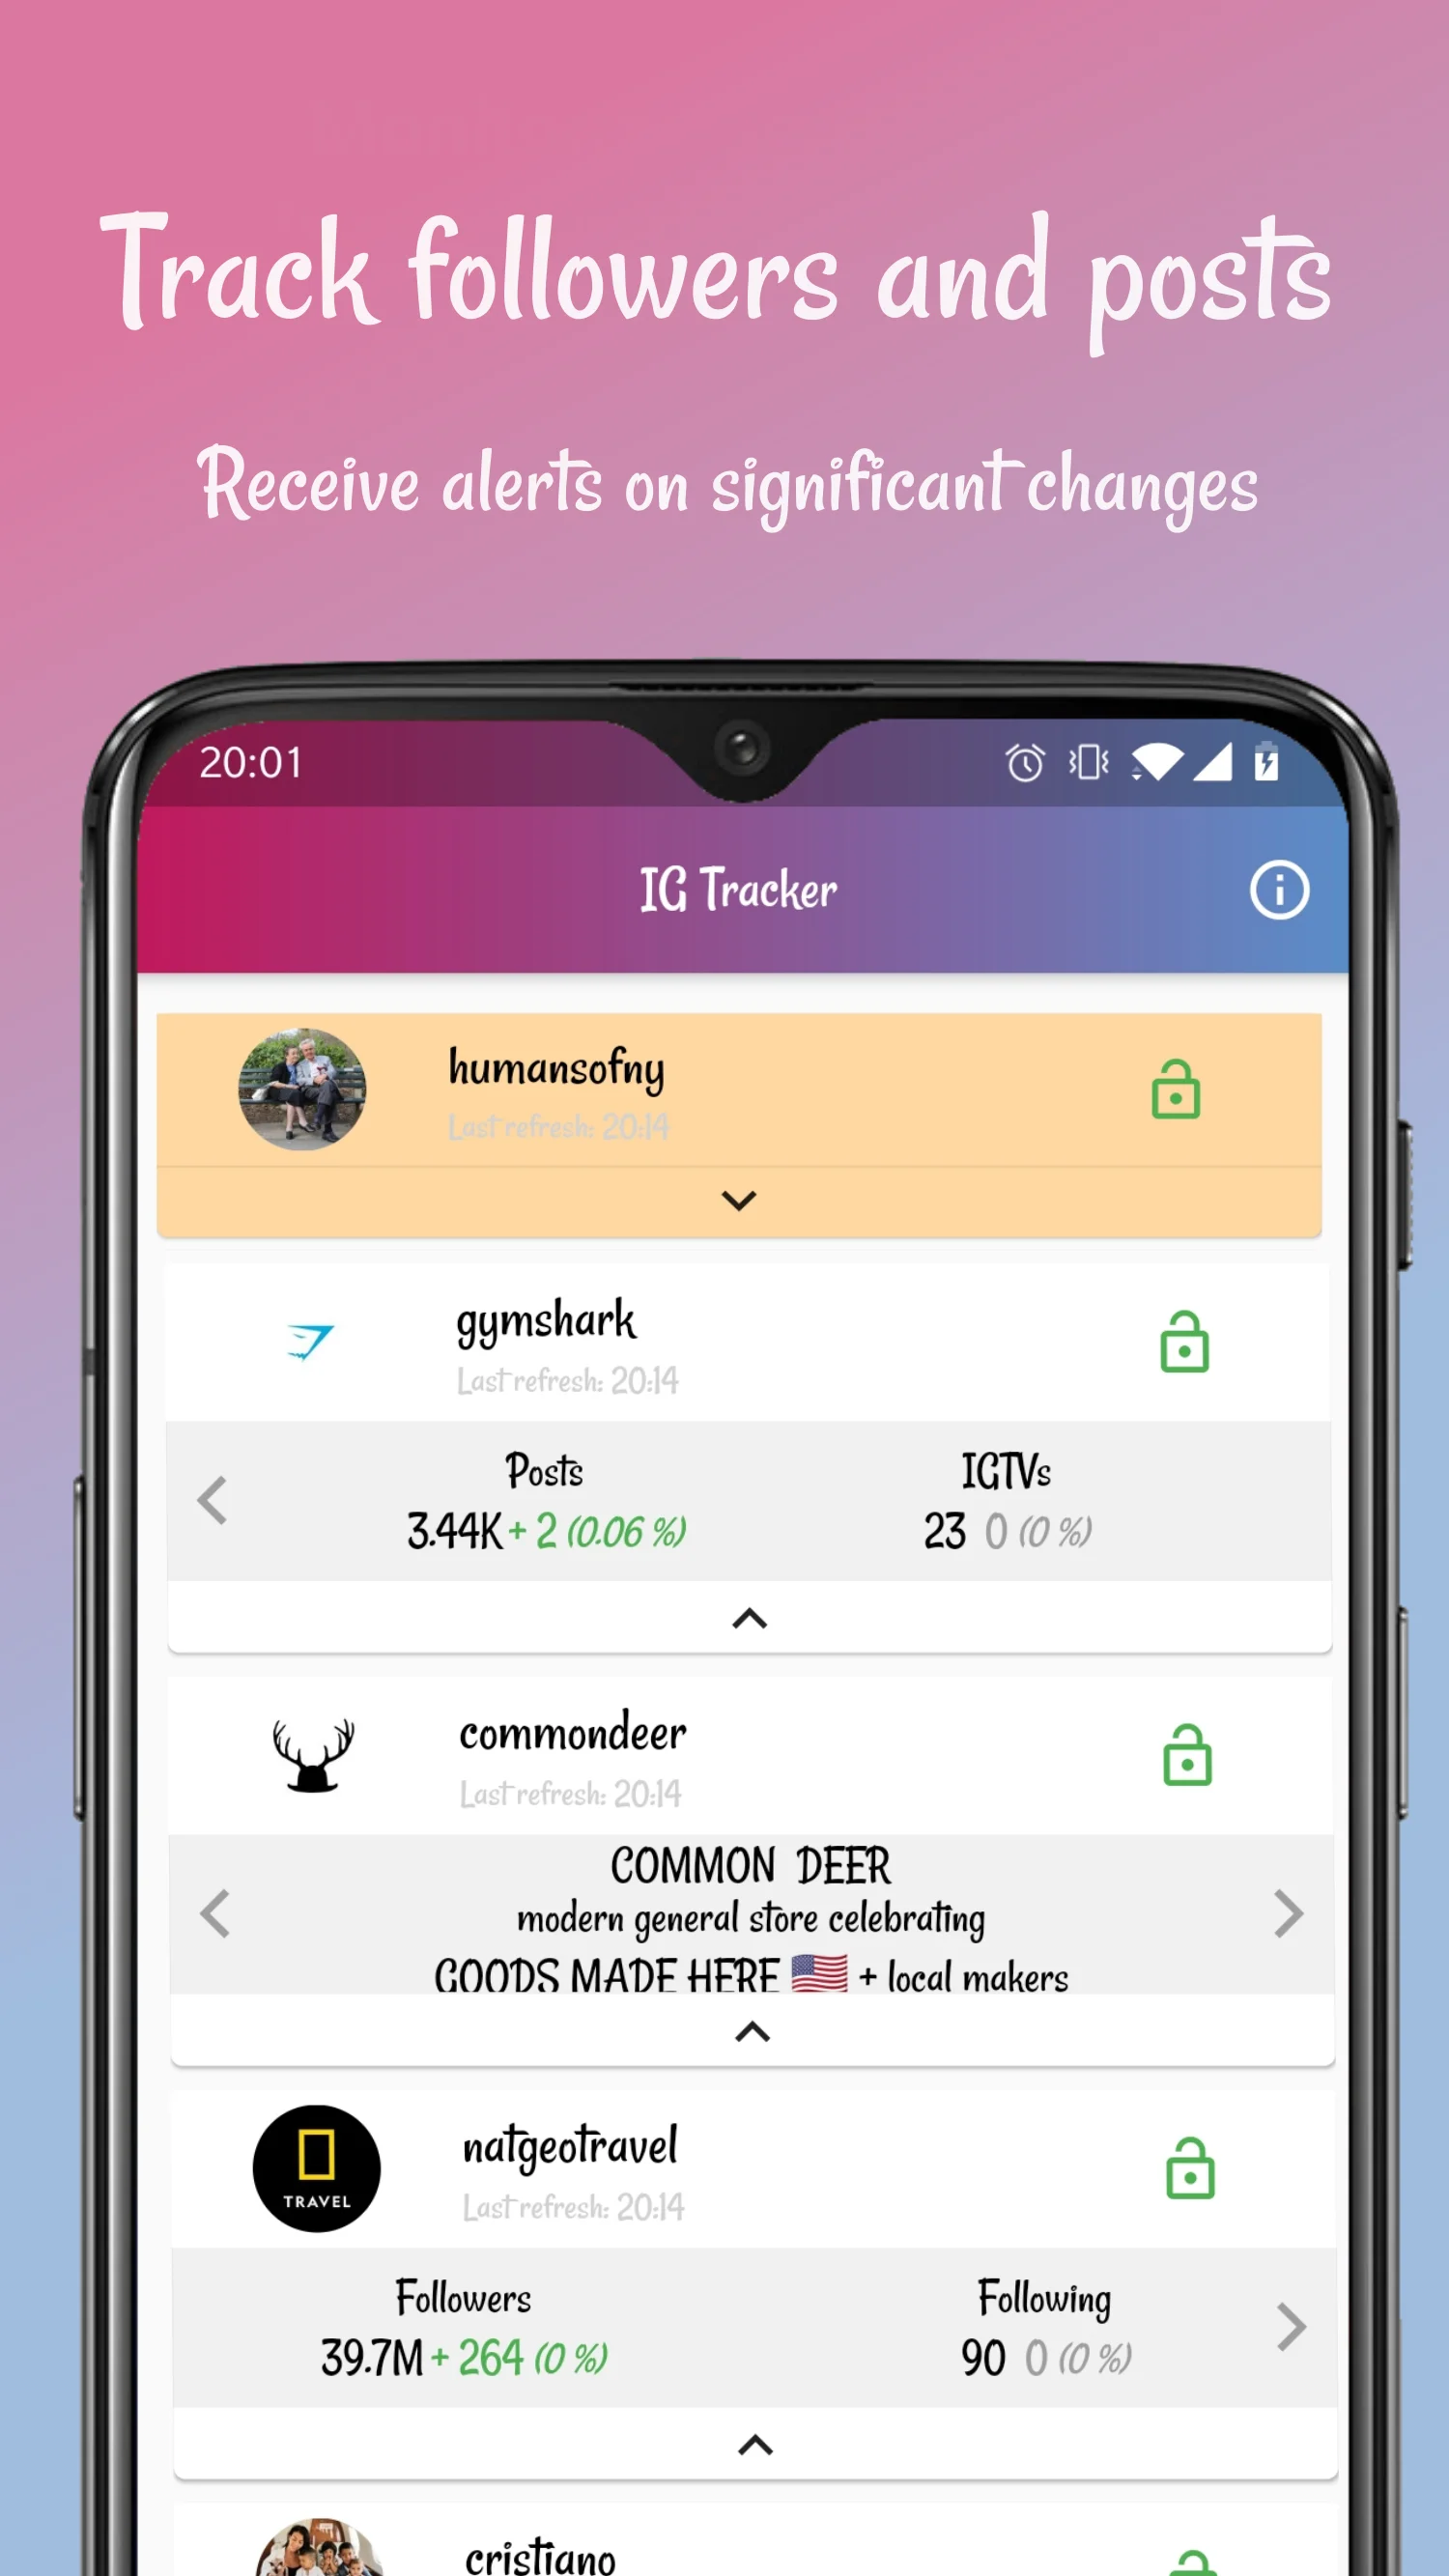 Track followers and posts
Receive alerts on significant changes
20:01
IG Tracker
humansofny
Last refresh: 20:14
gymshark
Last refresh: 20:14
Posts IGTVs
3.44K + 2 (0.06 %) 23 0 (0 %)
commondeer
Last refresh: 20:14
COMMON DEER
modern general store celebrating
GOODS MADE HERE 🇺🇸 + local makers
TRAVEL
natgeotravel
Last refresh: 20:14
Followers Following
39.7M + 264 (0 %) 90 0 (0 %)
cristiano